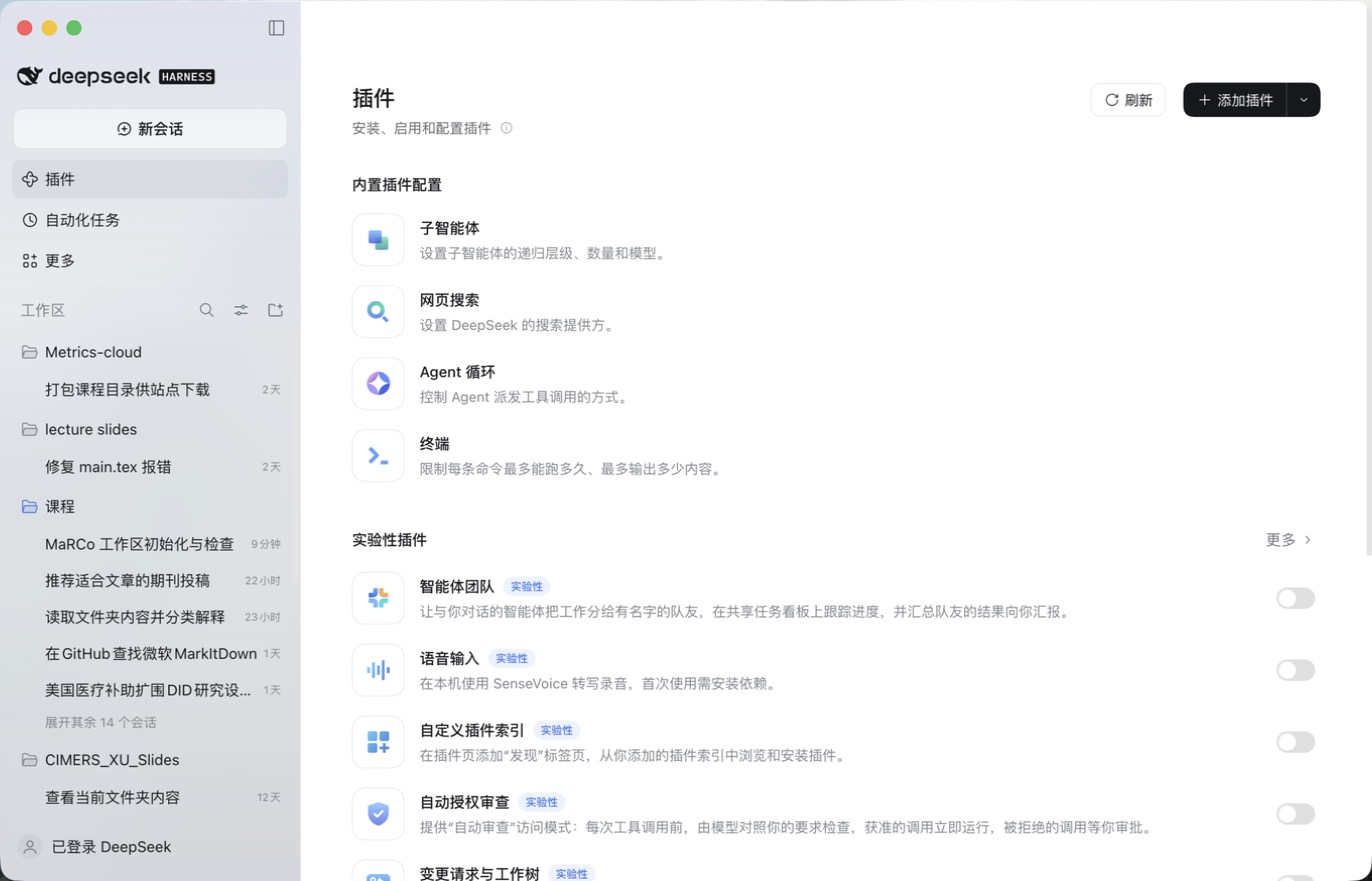 deepseek HARNESS
新会话
插件
自动化任务
更多
工作区
Metrics-cloud
打包课程目录供站点下载 2天
lecture slides
修复 main.tex 报错 2天
课程
MaRCo 工作区初始化与检查 9分钟
推荐适合文章的期刊投稿 22小时
读取文件夹内容并分类解释 23小时
在GitHub查找微软MarkItDown 1天
美国医疗补助扩围DID研究设... 1天
展开其余 14 个会话
CIMERS_XU_Slides
查看当前文件夹内容 12天
已登录 DeepSeek
插件
刷新
添加插件
安装、启用和配置插件
内置插件配置
子智能体
设置子智能体的递归层级、数量和模型。
网页搜索
设置 DeepSeek 的搜索提供方。
Agent 循环
控制 Agent 派发工具调用的方式。
终端
限制每条命令最多能跑多久、最多输出多少内容。
实验性插件 更多
智能体团队 实验性
让与你对话的智能体把工作分给有名字的队友，在共享任务看板上跟踪进度，并汇总队友的结果向你汇报。
语音输入 实验性
在本机使用 SenseVoice 转写录音，首次使用需安装依赖。
自定义插件索引 实验性
在插件页添加“发现”标签页，从你添加的插件索引中浏览和安装插件。
自动授权审查 实验性
提供“自动审查”访问模式：每次工具调用前，由模型对照你的要求检查，获准的调用立即运行，被拒绝的调用等你审批。
变更请求与工作树 实验性